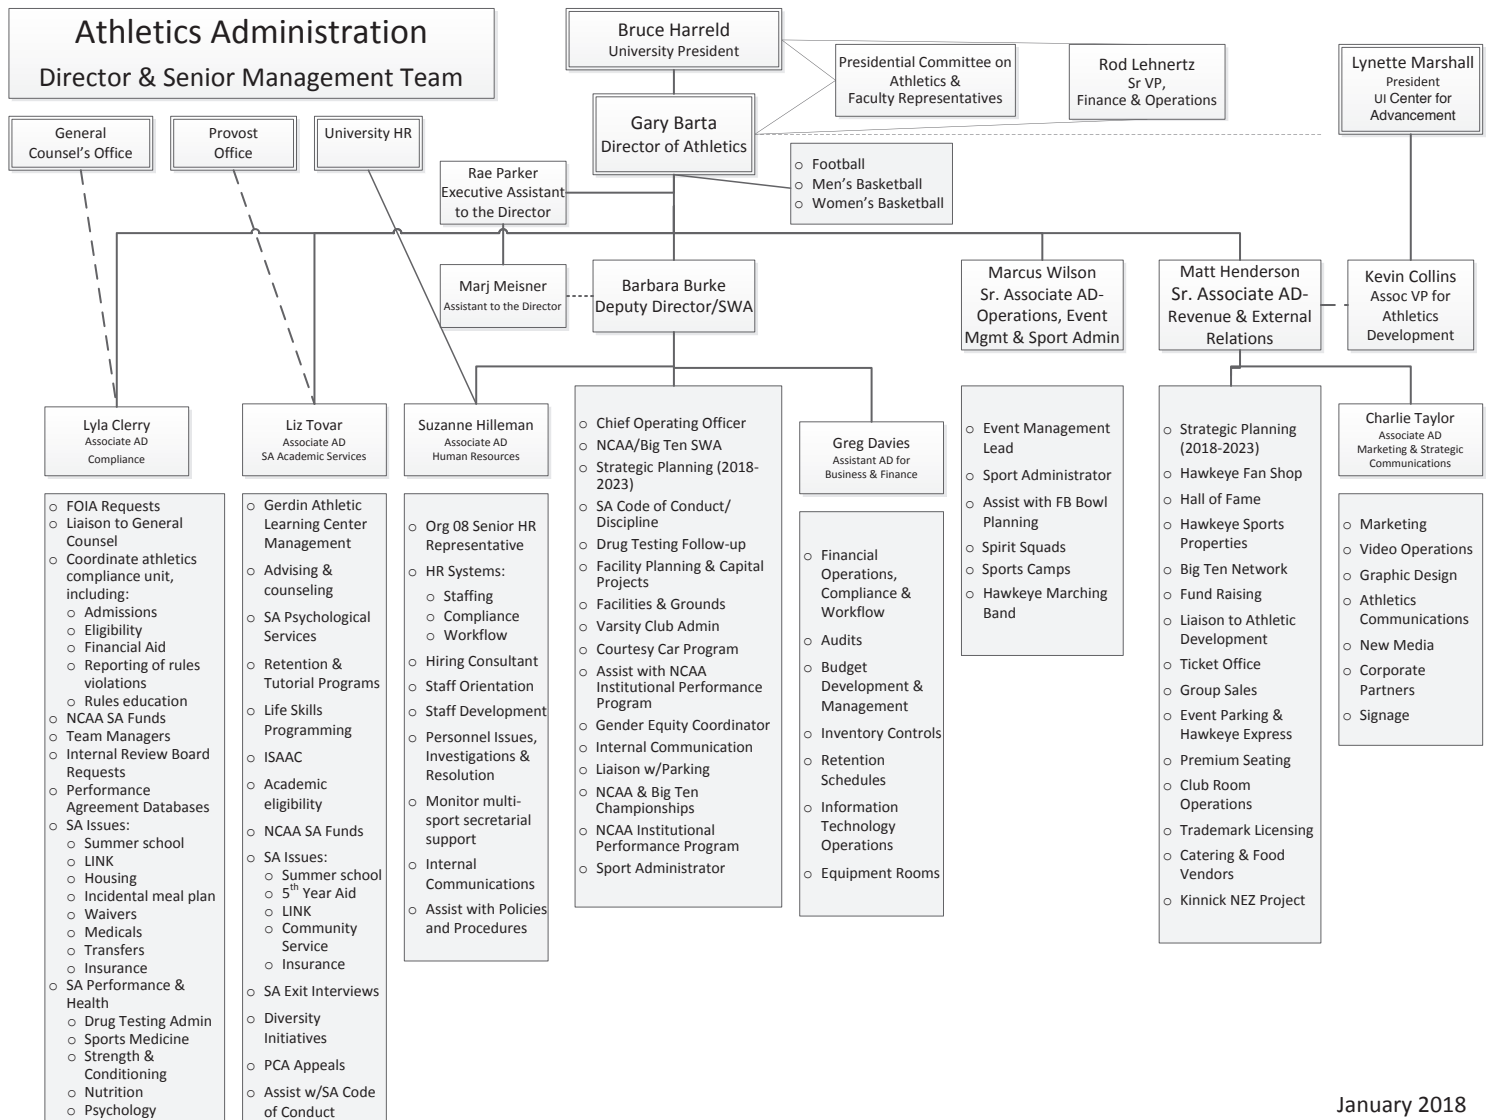 Athletics Administration
Director & Senior Management Team
Bruce Harreld
University President
Presidential Committee on
Athletics &
Faculty Representatives
Rod Lehnertz
Sr VP,
Finance & Operations
Lynette Marshall
President
UI Center for
Advancement
General
Counsel's Office
Provost
Office
University HR
Gary Barta
Director of Athletics
Rae Parker
Executive Assistant
to the Director
○ Football
○ Men's Basketball
○ Women's Basketball
Marj Meisner
Assistant to the Director
Barbara Burke
Deputy Director/SWA
Marcus Wilson
Sr. Associate AD-
Operations, Event
Mgmt & Sport Admin
Matt Henderson
Sr. Associate AD-
Revenue & External
Relations
Kevin Collins
Assoc VP for
Athletics
Development
Lyla Clerry
Associate AD
Compliance
Liz Tovar
Associate AD
SA Academic Services
Suzanne Hilleman
Associate AD
Human Resources
Greg Davies
Assistant AD for
Business & Finance
Charlie Taylor
Associate AD
Marketing & Strategic
Communications
○ FOIA Requests
○ Liaison to General
Counsel
○ Coordinate athletics
compliance unit,
including:
○ Admissions
○ Eligibility
○ Financial Aid
○ Reporting of rules
violations
○ Rules education
○ NCAA SA Funds
○ Team Managers
○ Internal Review Board
Requests
○ Performance
Agreement Databases
○ SA Issues:
○ Summer school
○ LINK
○ Housing
○ Incidental meal plan
○ Waivers
○ Medicals
○ Transfers
○ Insurance
○ SA Performance &
Health
○ Drug Testing Admin
○ Sports Medicine
○ Strength &
Conditioning
○ Nutrition
○ Psychology
○ Gerdin Athletic
Learning Center
Management
○ Advising &
counseling
○ SA Psychological
Services
○ Retention &
Tutorial Programs
○ Life Skills
Programming
○ ISAAC
○ Academic
eligibility
○ NCAA SA Funds
○ SA Issues:
○ Summer school
○ 5th Year Aid
○ LINK
○ Community
Service
○ Insurance
○ SA Exit Interviews
○ Diversity
Initiatives
○ PCA Appeals
○ Assist w/SA Code
of Conduct
○ Org 08 Senior HR
Representative
○ HR Systems:
○ Staffing
○ Compliance
○ Workflow
○ Hiring Consultant
○ Staff Orientation
○ Staff Development
○ Personnel Issues,
Investigations &
Resolution
○ Monitor multi-
sport secretarial
support
○ Internal
Communications
○ Assist with Policies
and Procedures
○ Chief Operating Officer
○ NCAA/Big Ten SWA
○ Strategic Planning (2018-
2023)
○ SA Code of Conduct/
Discipline
○ Drug Testing Follow-up
○ Facility Planning & Capital
Projects
○ Facilities & Grounds
○ Varsity Club Admin
○ Courtesy Car Program
○ Assist with NCAA
Institutional Performance
Program
○ Gender Equity Coordinator
○ Internal Communication
○ Liaison w/Parking
○ NCAA & Big Ten
Championships
○ NCAA Institutional
Performance Program
○ Sport Administrator
○ Financial
Operations,
Compliance &
Workflow
○ Audits
○ Budget
Development &
Management
○ Inventory Controls
○ Retention
Schedules
○ Information
Technology
Operations
○ Equipment Rooms
○ Event Management
Lead
○ Sport Administrator
○ Assist with FB Bowl
Planning
○ Spirit Squads
○ Sports Camps
○ Hawkeye Marching
Band
○ Strategic Planning
(2018-2023)
○ Hawkeye Fan Shop
○ Hall of Fame
○ Hawkeye Sports
Properties
○ Big Ten Network
○ Fund Raising
○ Liaison to Athletic
Development
○ Ticket Office
○ Group Sales
○ Event Parking &
Hawkeye Express
○ Premium Seating
○ Club Room
Operations
○ Trademark Licensing
○ Catering & Food
Vendors
○ Kinnick NEZ Project
○ Marketing
○ Video Operations
○ Graphic Design
○ Athletics
Communications
○ New Media
○ Corporate
Partners
○ Signage
January 2018